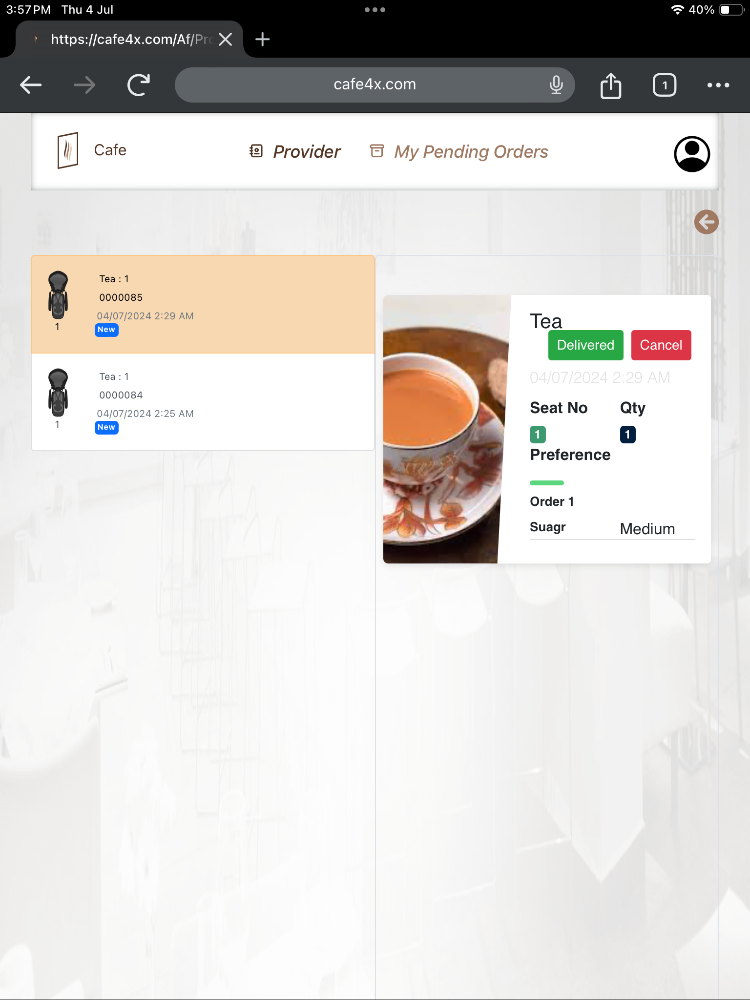 3:57 PM Thu 4 Jul 40%
https://cafe4x.com/Af/Pro
cafe4x.com
1
Cafe Provider My Pending Orders
Tea : 1
0000085
04/07/2024 2:29 AM
1
New
Tea : 1
0000084
04/07/2024 2:25 AM
1
New
Tea
Delivered Cancel
04/07/2024 2:29 AM
Seat No Qty
1 1
Preference
Order 1
Suagr Medium